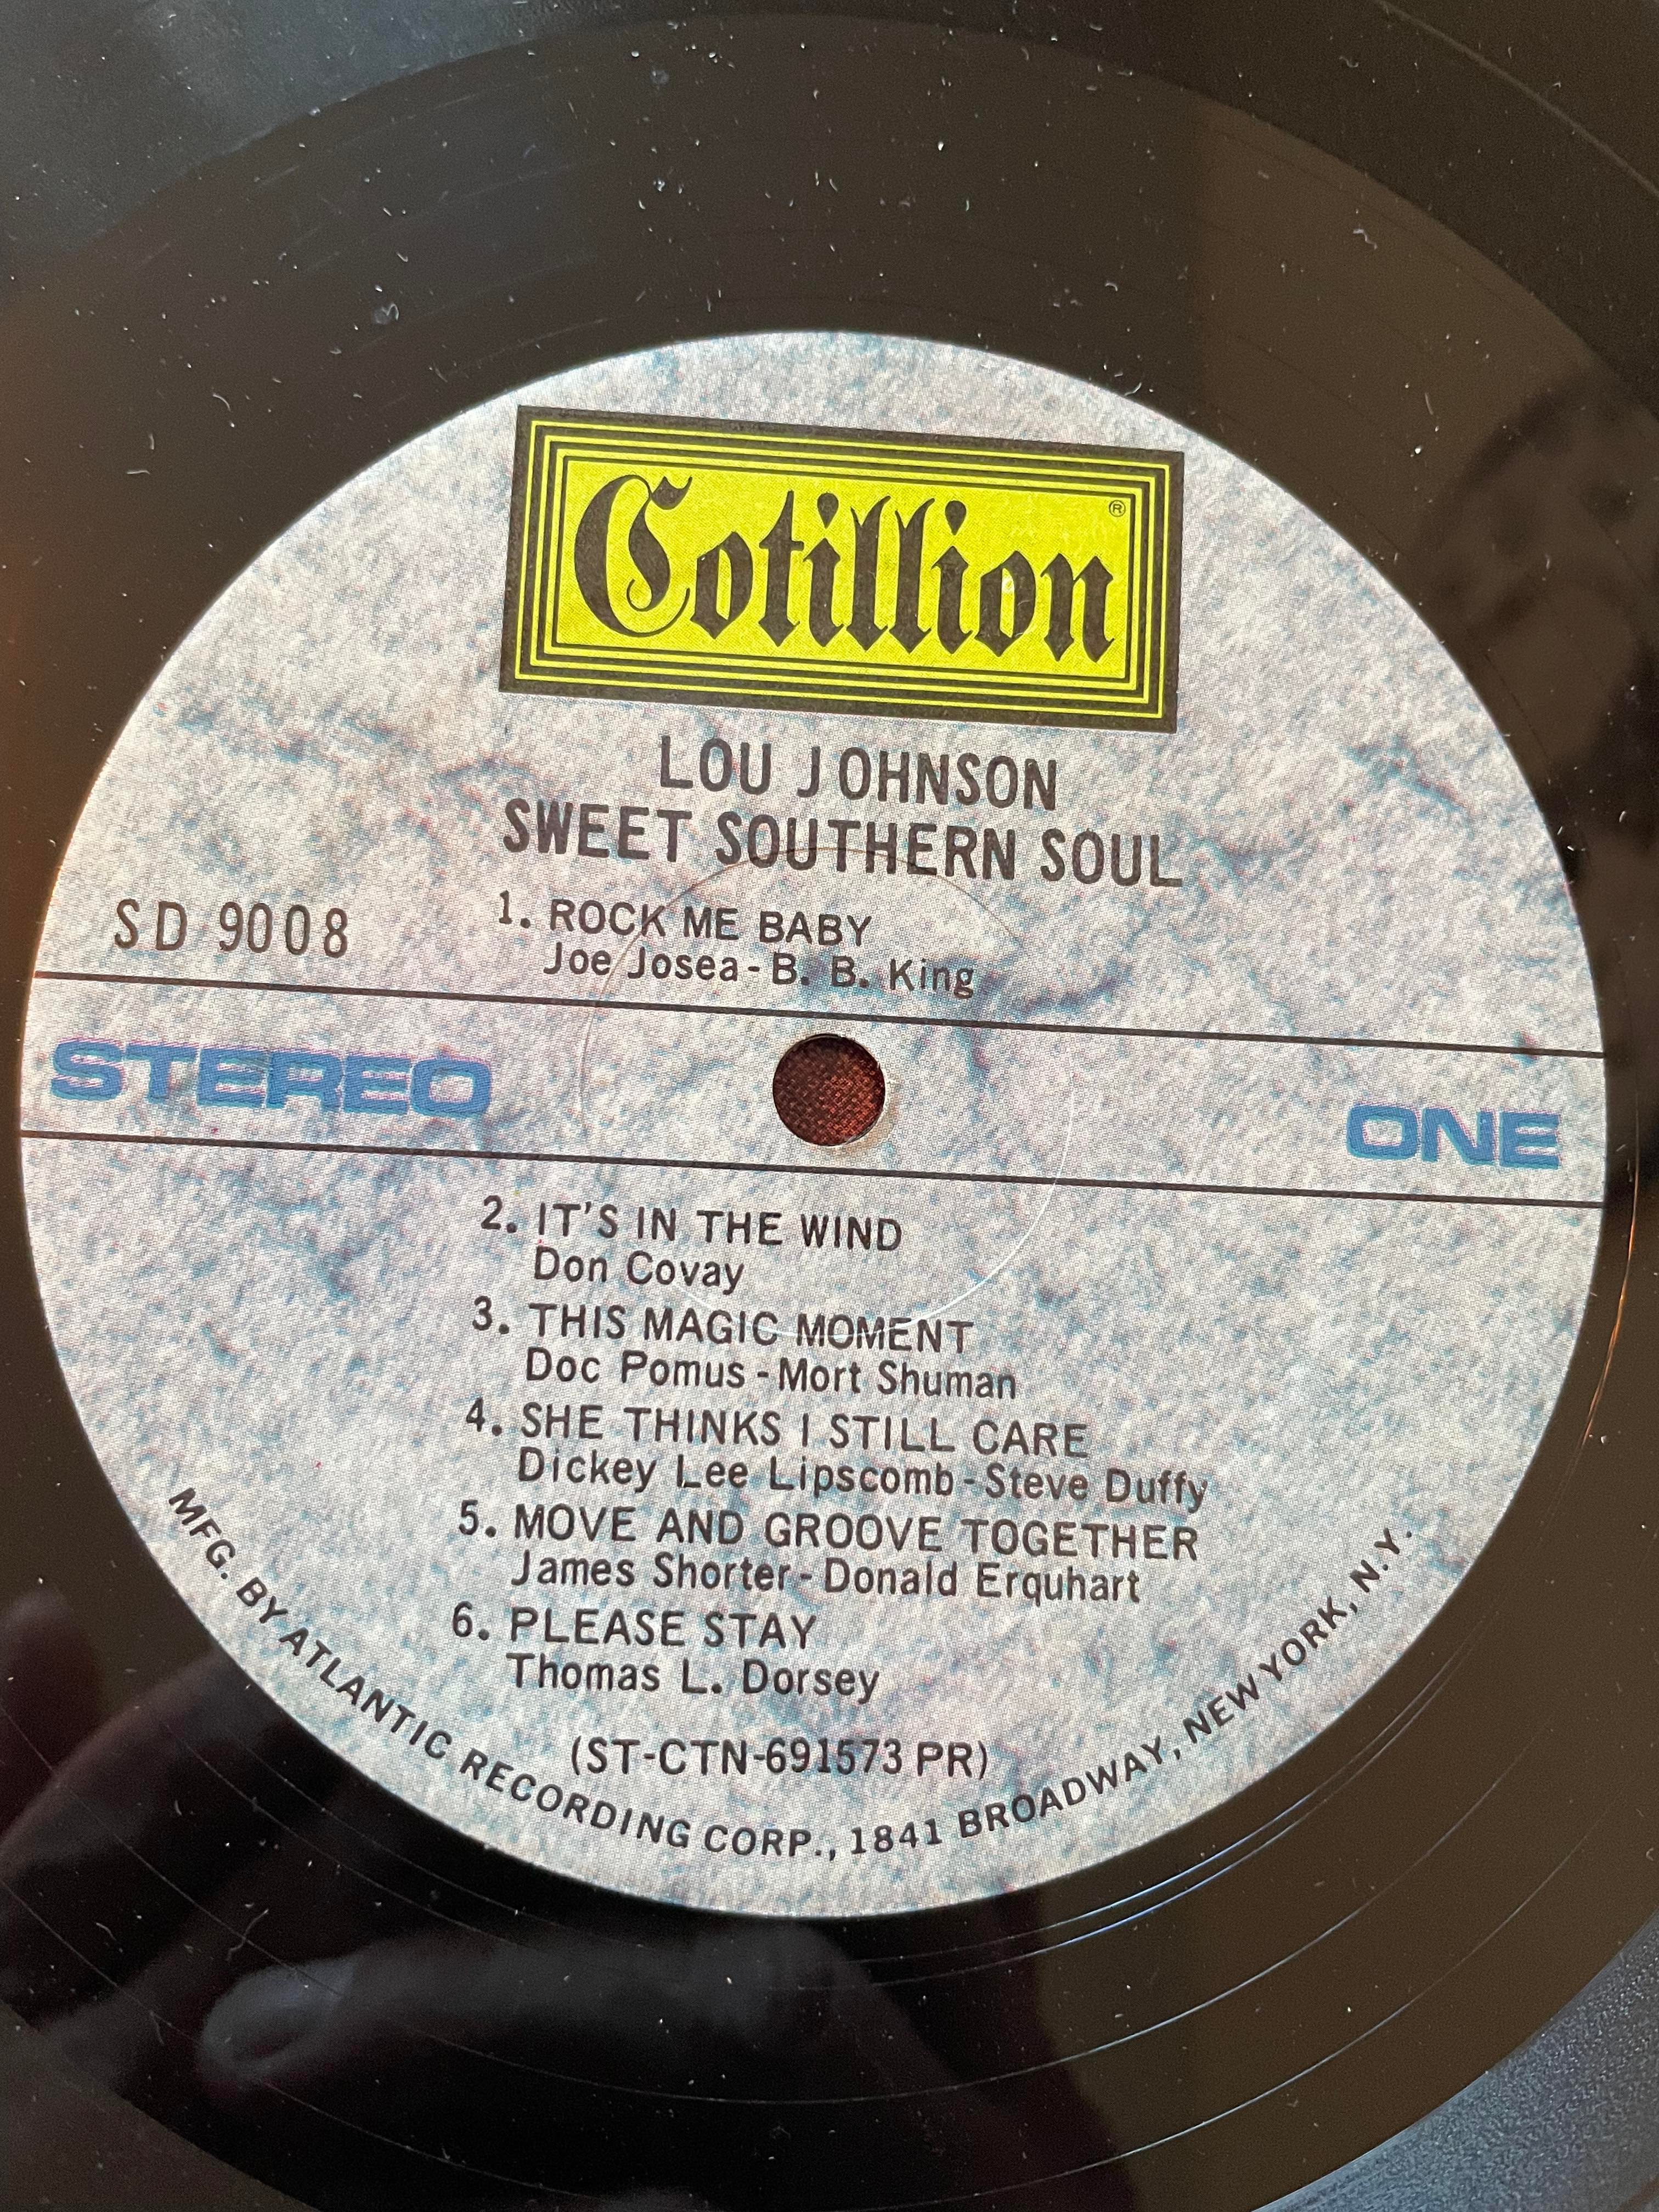 Cotillion®
LOU JOHNSON
SWEET SOUTHERN SOUL
SD 9008
1. ROCK ME BABY
Joe Josea-B. B. King
STEREO
ONE
2. IT'S IN THE WIND
Don Covay
3. THIS MAGIC MOMENT
Doc Pomus-Mort Shuman
4. SHE THINKS I STILL CARE
Dickey Lee Lipscomb-Steve Duffy
5. MOVE AND GROOVE TOGETHER
James Shorter-Donald Erquhart
6. PLEASE STAY
Thomas L. Dorsey
(ST-CTN-691573 PR)
MFG. BY ATLANTIC RECORDING CORP., 1841 BROADWAY, NEW YORK, N.Y.